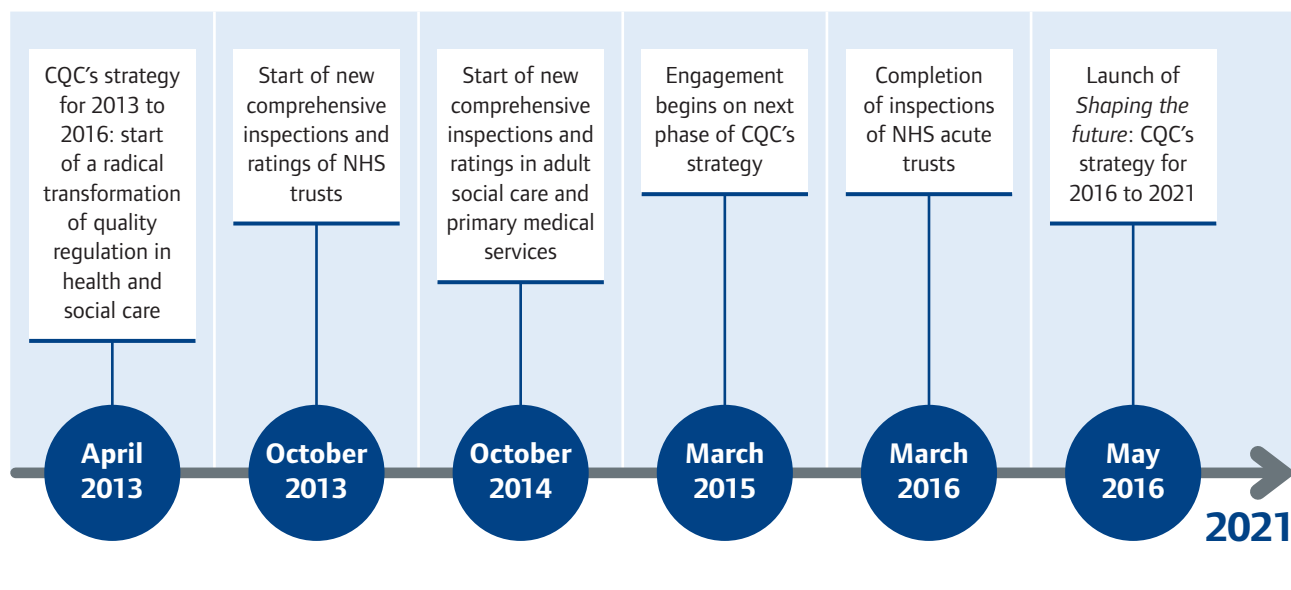 CQC’s strategy
for 2013 to
2016: start
of a radical
transformation
of quality
regulation in
health and
social care
Start of new
comprehensive
inspections and
ratings of NHS
trusts
Start of new
comprehensive
inspections and
ratings in adult
social care and
primary medical
services
Engagement
begins on next
phase of CQC’s
strategy
Completion
of inspections
of NHS acute
trusts
Launch of
Shaping the
future: CQC’s
strategy for
2016 to 2021
April
2013
October
2013
October
2014
March
2015
March
2016
May
2016
2021